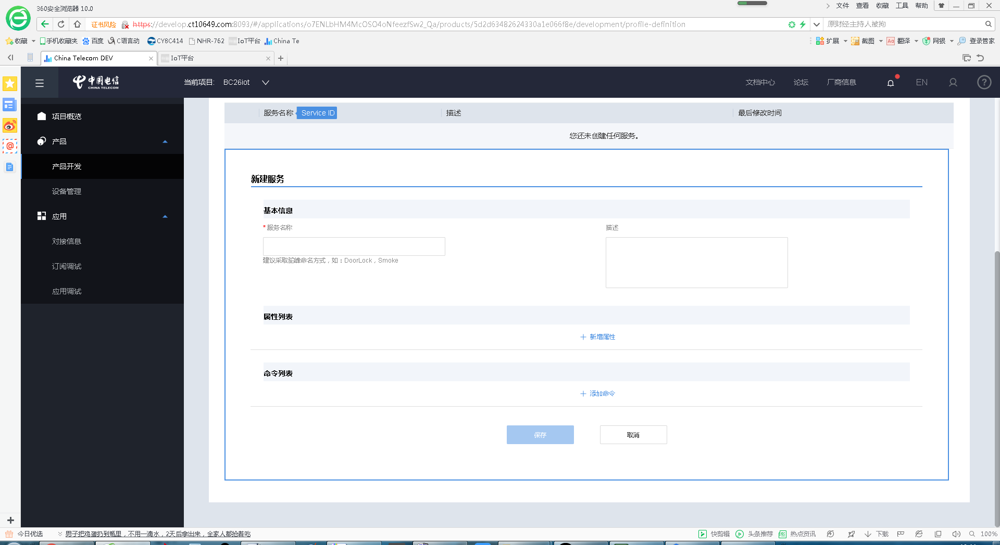 360安全浏览器 10.0
文件 查看 收藏 工具 帮助
证书风险 https://develop.ct10649.com:8093/#/applications/o7ENLbHM4McOSO4oNfeezfSw2_Qa/products/5d2d63482624330a1e066f8e/development/profile-definition
原财经主持人被拘
收藏 手机收藏夹 百度 C语言动 CY8C414 NHR-762 IoT平台 China Te
扩展 截图 翻译 网银 登录管家
China Telecom DEV
IoT平台
中国电信
CHINA TELECOM
当前项目: BC26iot
文档中心 论坛 厂商信息 EN
项目概览
产品
产品开发
设备管理
应用
对接信息
订阅调试
应用调试
服务名称 Service ID 描述 最后修改时间
您还未创建任何服务。
新建服务
基本信息
*服务名称 描述
建议采取驼峰命名方式，如：DoorLock，Smoke
属性列表
+ 新增属性
命令列表
+ 添加命令
保存 取消
今日优选 男子把鸡蛋扔到瓶里，不用一滴水，2天后拿出来，全家人都抢着吃
快剪辑 头条推荐 热点资讯 下载 100%